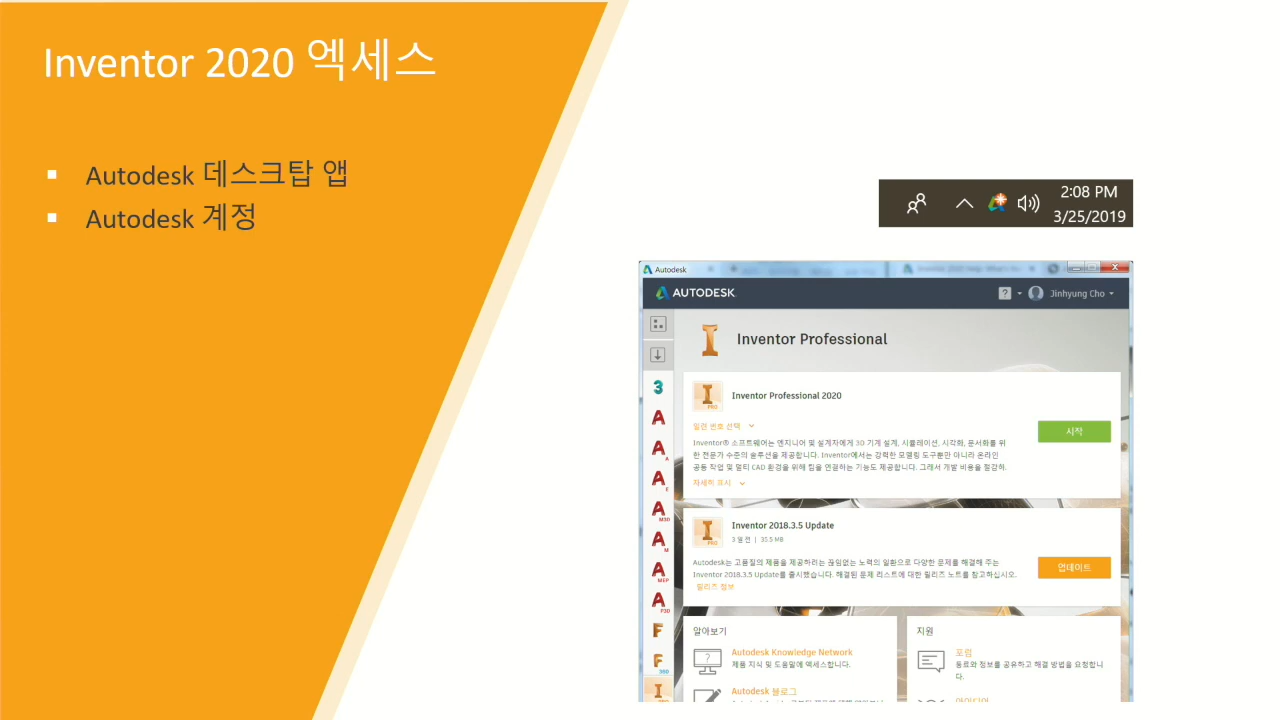 Inventor 2020 엑세스
Autodesk 데스크탑 앱
Autodesk 계정
2:08 PM
3/25/2019
Autodesk
AUTODESK.
? Jinhyung Cho
Inventor Professional
Inventor Professional 2020
PRO
일련 번호 선택
시작
Inventor® 소프트웨어는 엔지니어 및 설계자에게 3D 기계 설계, 시뮬레이션, 시각화, 문서화를 위
한 전문가 수준의 솔루션을 제공합니다. Inventor에서는 강력한 모델링 도구뿐만 아니라 온라인
공동 작업 및 멀티 CAD 환경을 위해 팀을 연결하는 기능도 제공합니다. 그래서 개발 비용을 절감하.
자세히 표시
Inventor 2018.3.5 Update
3 일 전 | 35.5 MB
PRO
Autodesk는 고품질의 제품을 제공하려는 끊임없는 노력의 일환으로 다양한 문제를 해결해 주는
업데이트
Inventor 2018.3.5 Update를 출시했습니다. 해결된 문제 리스트에 대한 릴리즈 노트를 참고하십시오.
릴리즈 정보
3
A
A A
A E
A M3D
A M
A MEP
A P3D
F
F 360
I
알아보기
Autodesk Knowledge Network
제품 지식 및 도움말에 엑세스합니다.
Autodesk 블로그
지원
포럼
동료와 정보를 공유하고 해결 방법을 요청합니
다.
아이디어